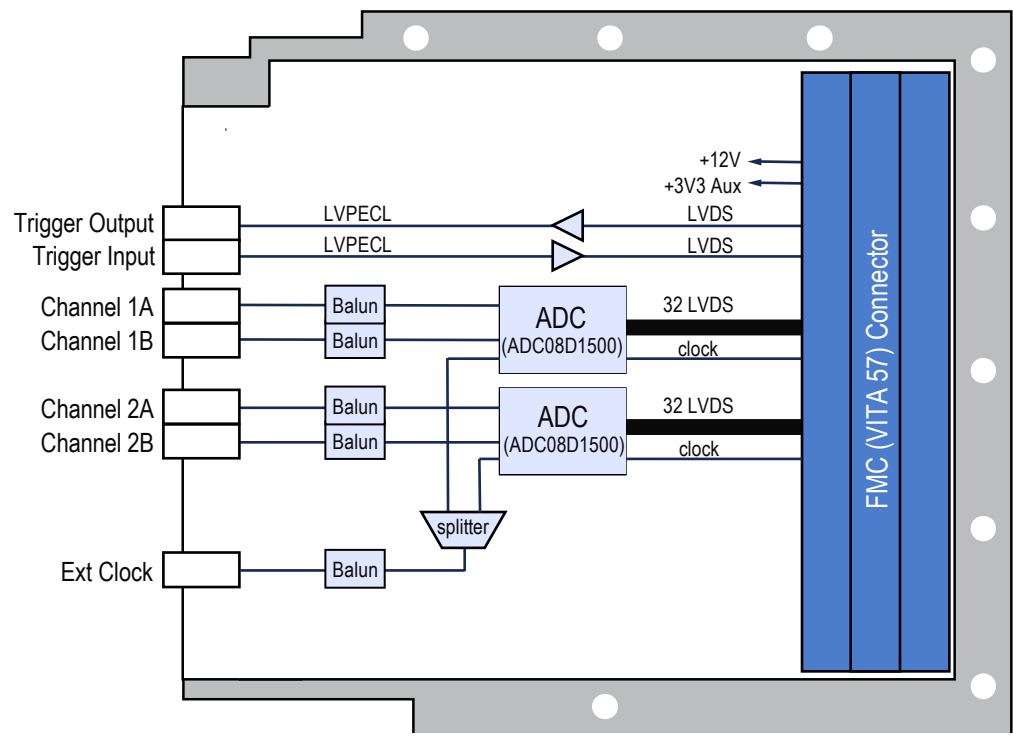 +12V
+3V3 Aux
Trigger Output
LVPECL
LVDS
Trigger Input
LVPECL
LVDS
Channel 1A
Balun
ADC
(ADC08D1500)
32 LVDS
Channel 1B
Balun
clock
Channel 2A
Balun
ADC
(ADC08D1500)
32 LVDS
Channel 2B
Balun
clock
splitter
Ext Clock
Balun
FMC (VITA 57) Connector